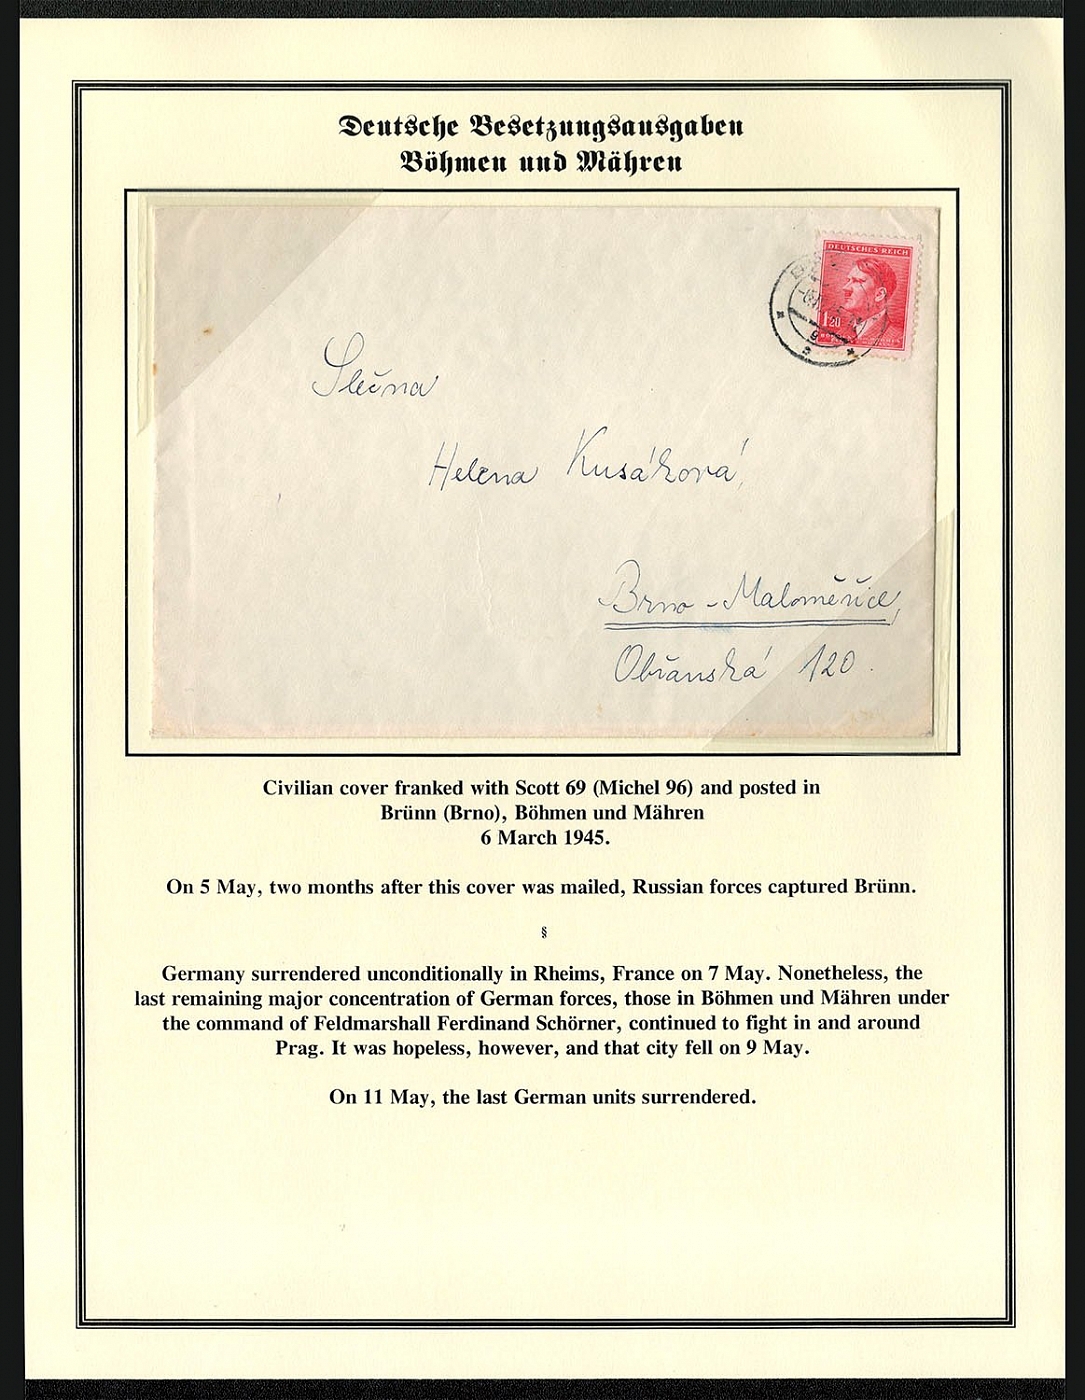 Deutsche Besetzungsausgaben
Böhmen und Mähren
DEUTSCHES REICH
1 20
Slečna
Helena Kusáková,
Brno - Maloměřice,
Obřanská 120.
Civilian cover franked with Scott 69 (Michel 96) and posted in
Brünn (Brno), Böhmen und Mähren
6 March 1945.
On 5 May, two months after this cover was mailed, Russian forces captured Brünn.
§
Germany surrendered unconditionally in Rheims, France on 7 May. Nonetheless, the
last remaining major concentration of German forces, those in Böhmen und Mähren under
the command of Feldmarshall Ferdinand Schörner, continued to fight in and around
Prag. It was hopeless, however, and that city fell on 9 May.
On 11 May, the last German units surrendered.